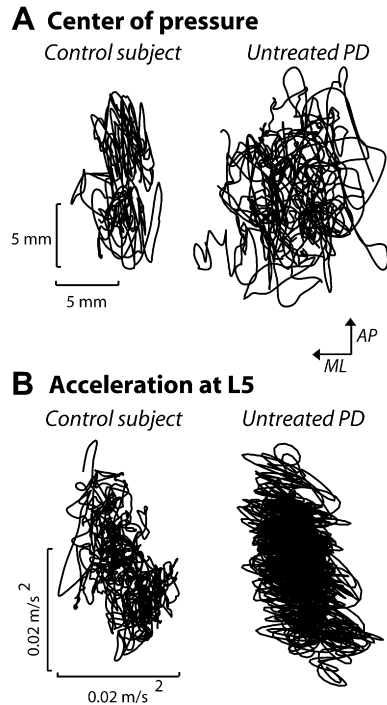 A Center of pressure
Control subject Untreated PD
5 mm
5 mm
AP
ML
B Acceleration at L5
Control subject Untreated PD
0.02 m/s²
0.02 m/s²